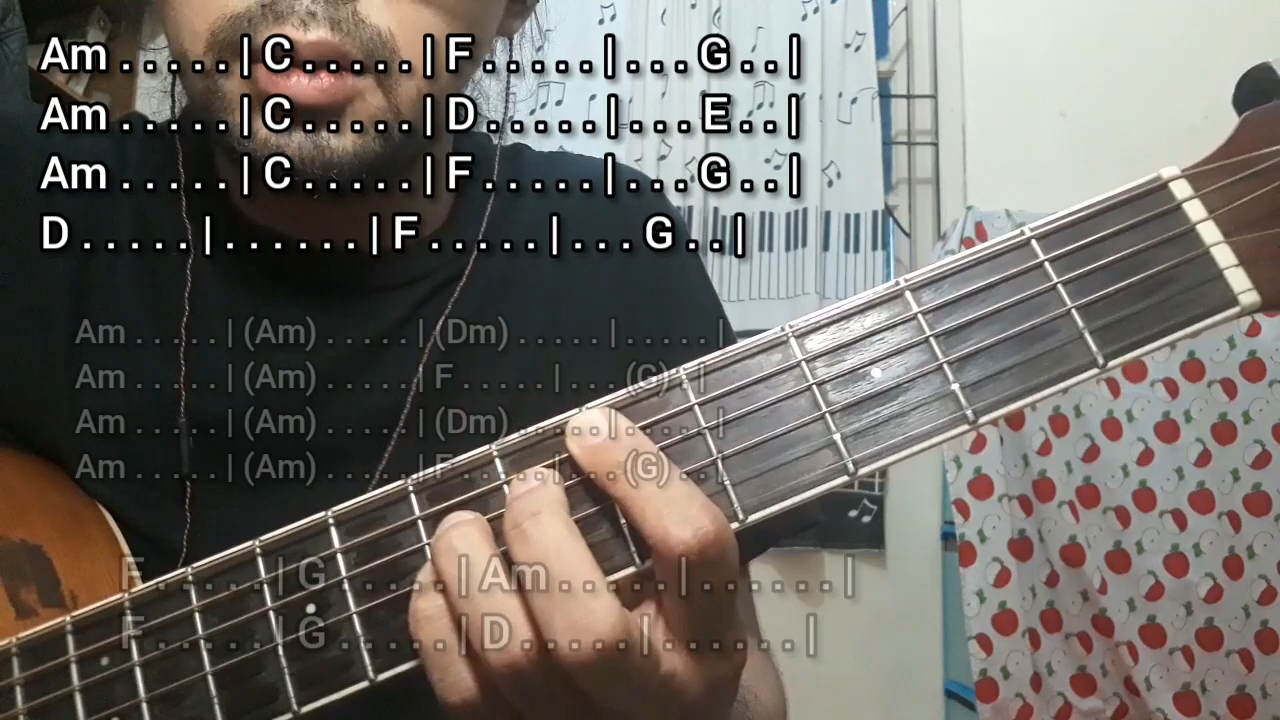 Am . . . . . | C . . . . . | F . . . . . | . . . G . . |
Am . . . . . | C . . . . . | D . . . . . | . . . E . . |
Am . . . . . | C . . . . . | F . . . . . | . . . G . . |
D . . . . . | . . . . . . | F . . . . . | . . . G . . |
Am . . . . . | (Am) . . . . . | (Dm) . . . . . | . . . . . |
Am . . . . . | (Am) . . . . . | F . . . . . | . . . (G) . . |
Am . . . . . | (Am) . . . . . | (Dm) . . . . . | . . . . . |
Am . . . . . | (Am) . . . . . | F . . . . . | . . . (G) . . |
F . . . . . | G . . . . . | Am . . . . . | . . . . . . |
F . . . . . | G . . . . . | D . . . . . | . . . . . . |